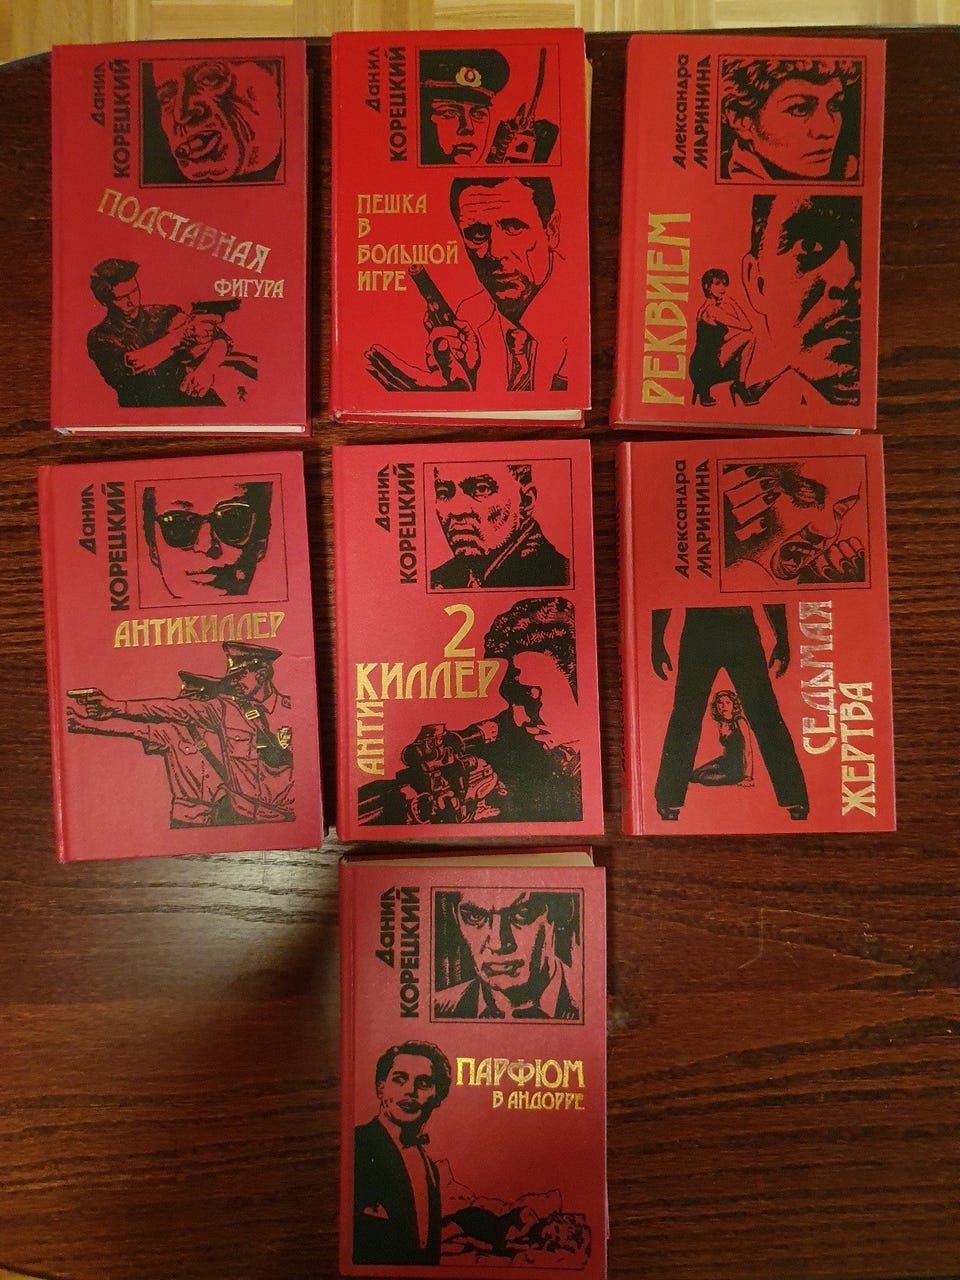 Данил
КОРЕЦКИЙ
ПОДСТАВНАЯ
ФИГУРА
Данил
КОРЕЦКИЙ
ПЕШКА
В
БОЛЬШОЙ
ИГРЕ
Александра
МАРИНИНА
РЕКВИЕМ
Данил
КОРЕЦКИЙ
АНТИКИЛЛЕР
Данил
КОРЕЦКИЙ
2
АНТИ
КИЛЛЕР
Александра
МАРИНИНА
СЕДЬМАЯ
ЖЕРТВА
Данил
КОРЕЦКИЙ
ПАРФЮМ
В АНДОРРЕ